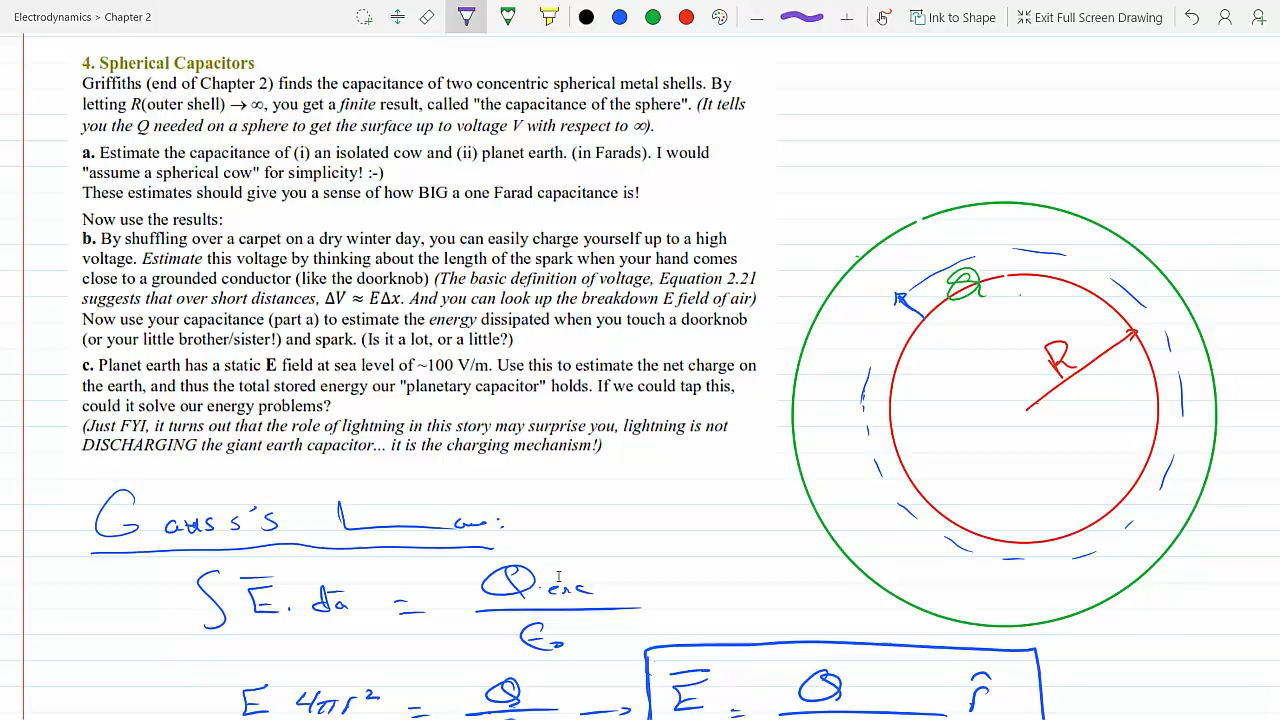 Electrodynamics > Chapter 2
Ink to Shape
Exit Full Screen Drawing
4. Spherical Capacitors
Griffiths (end of Chapter 2) finds the capacitance of two concentric spherical metal shells. By
letting R(outer shell) → ∞, you get a finite result, called "the capacitance of the sphere". (It tells
you the Q needed on a sphere to get the surface up to voltage V with respect to ∞).
a. Estimate the capacitance of (i) an isolated cow and (ii) planet earth. (in Farads). I would
"assume a spherical cow" for simplicity! :-)
These estimates should give you a sense of how BIG a one Farad capacitance is!
Now use the results:
b. By shuffling over a carpet on a dry winter day, you can easily charge yourself up to a high
voltage. Estimate this voltage by thinking about the length of the spark when your hand comes
close to a grounded conductor (like the doorknob) (The basic definition of voltage, Equation 2.21
suggests that over short distances, ΔV ≈ EΔx. And you can look up the breakdown E field of air)
Now use your capacitance (part a) to estimate the energy dissipated when you touch a doorknob
(or your little brother/sister!) and spark. (Is it a lot, or a little?)
c. Planet earth has a static E field at sea level of ~100 V/m. Use this to estimate the net charge on
the earth, and thus the total stored energy our "planetary capacitor" holds. If we could tap this,
could it solve our energy problems?
(Just FYI, it turns out that the role of lightning in this story may surprise you, lightning is not
DISCHARGING the giant earth capacitor... it is the charging mechanism!)
Q
R
Gauss's Law:
∫ E̅ · da̅ = Q enc / ε₀
E 4πr² = Q → E̅ = Q r̂